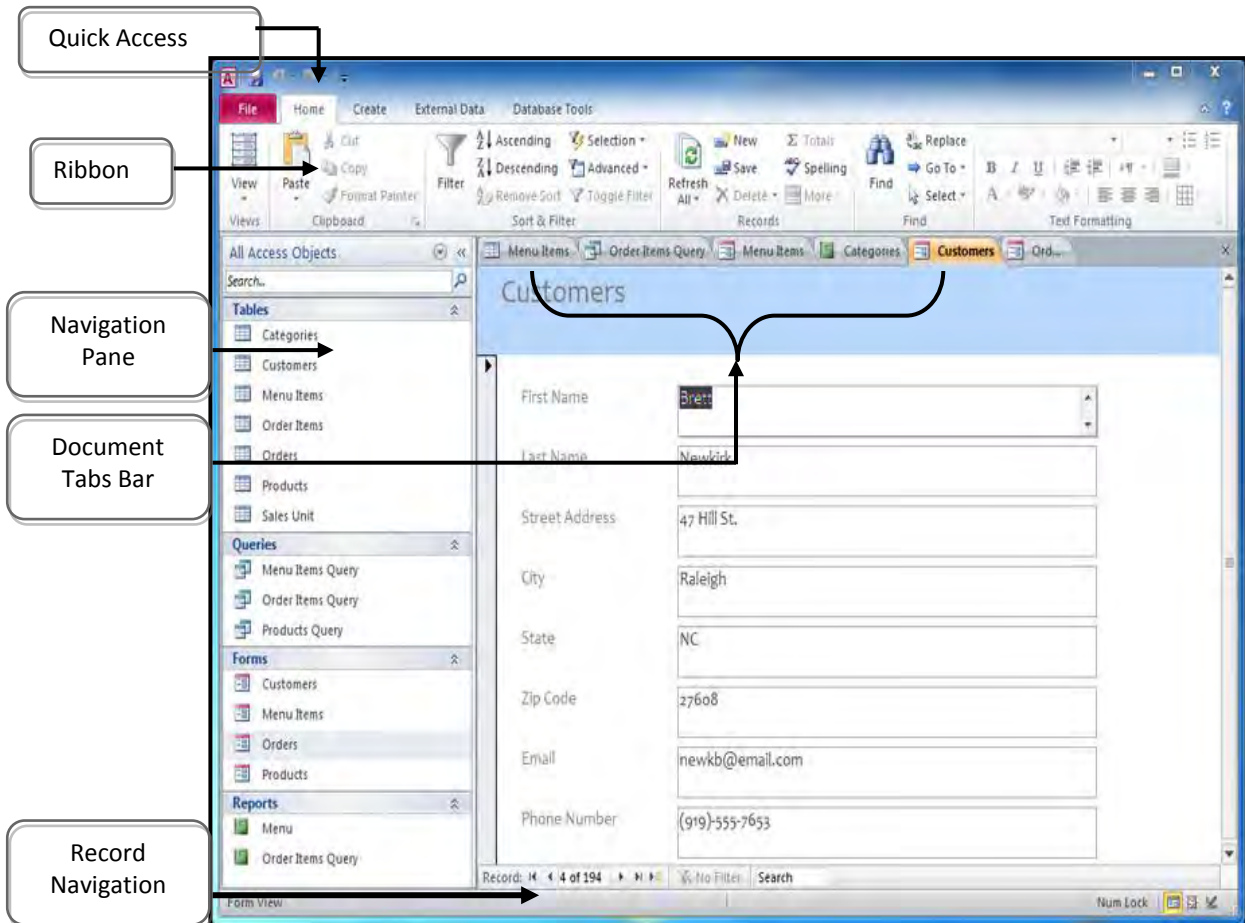 Quick Access
Ribbon
Navigation
Pane
Document
Tabs Bar
Record
Navigation
File Home Create External Data Database Tools
View
Views
Paste
Cut
Copy
Format Painter
Clipboard
Filter
Ascending
Descending
Remove Sort
Selection
Advanced
Toggle Filter
Sort & Filter
Refresh
All
New
Save
Delete
Totals
Spelling
More
Records
Find
Replace
Go To
Select
Find
B I U
A
Text Formatting
All Access Objects
Search...
Tables
Categories
Customers
Menu Items
Order Items
Orders
Products
Sales Unit
Queries
Menu Items Query
Order Items Query
Products Query
Forms
Customers
Menu Items
Orders
Products
Reports
Menu
Order Items Query
Menu Items Order Items Query Menu Items Categories Customers Ord...
Customers
First Name Brett
Last Name Newkirk
Street Address 47 Hill St.
City Raleigh
State NC
Zip Code 27608
Email newkb@email.com
Phone Number (919)-555-7653
Record: 4 of 194 No Filter Search
Form View Num Lock